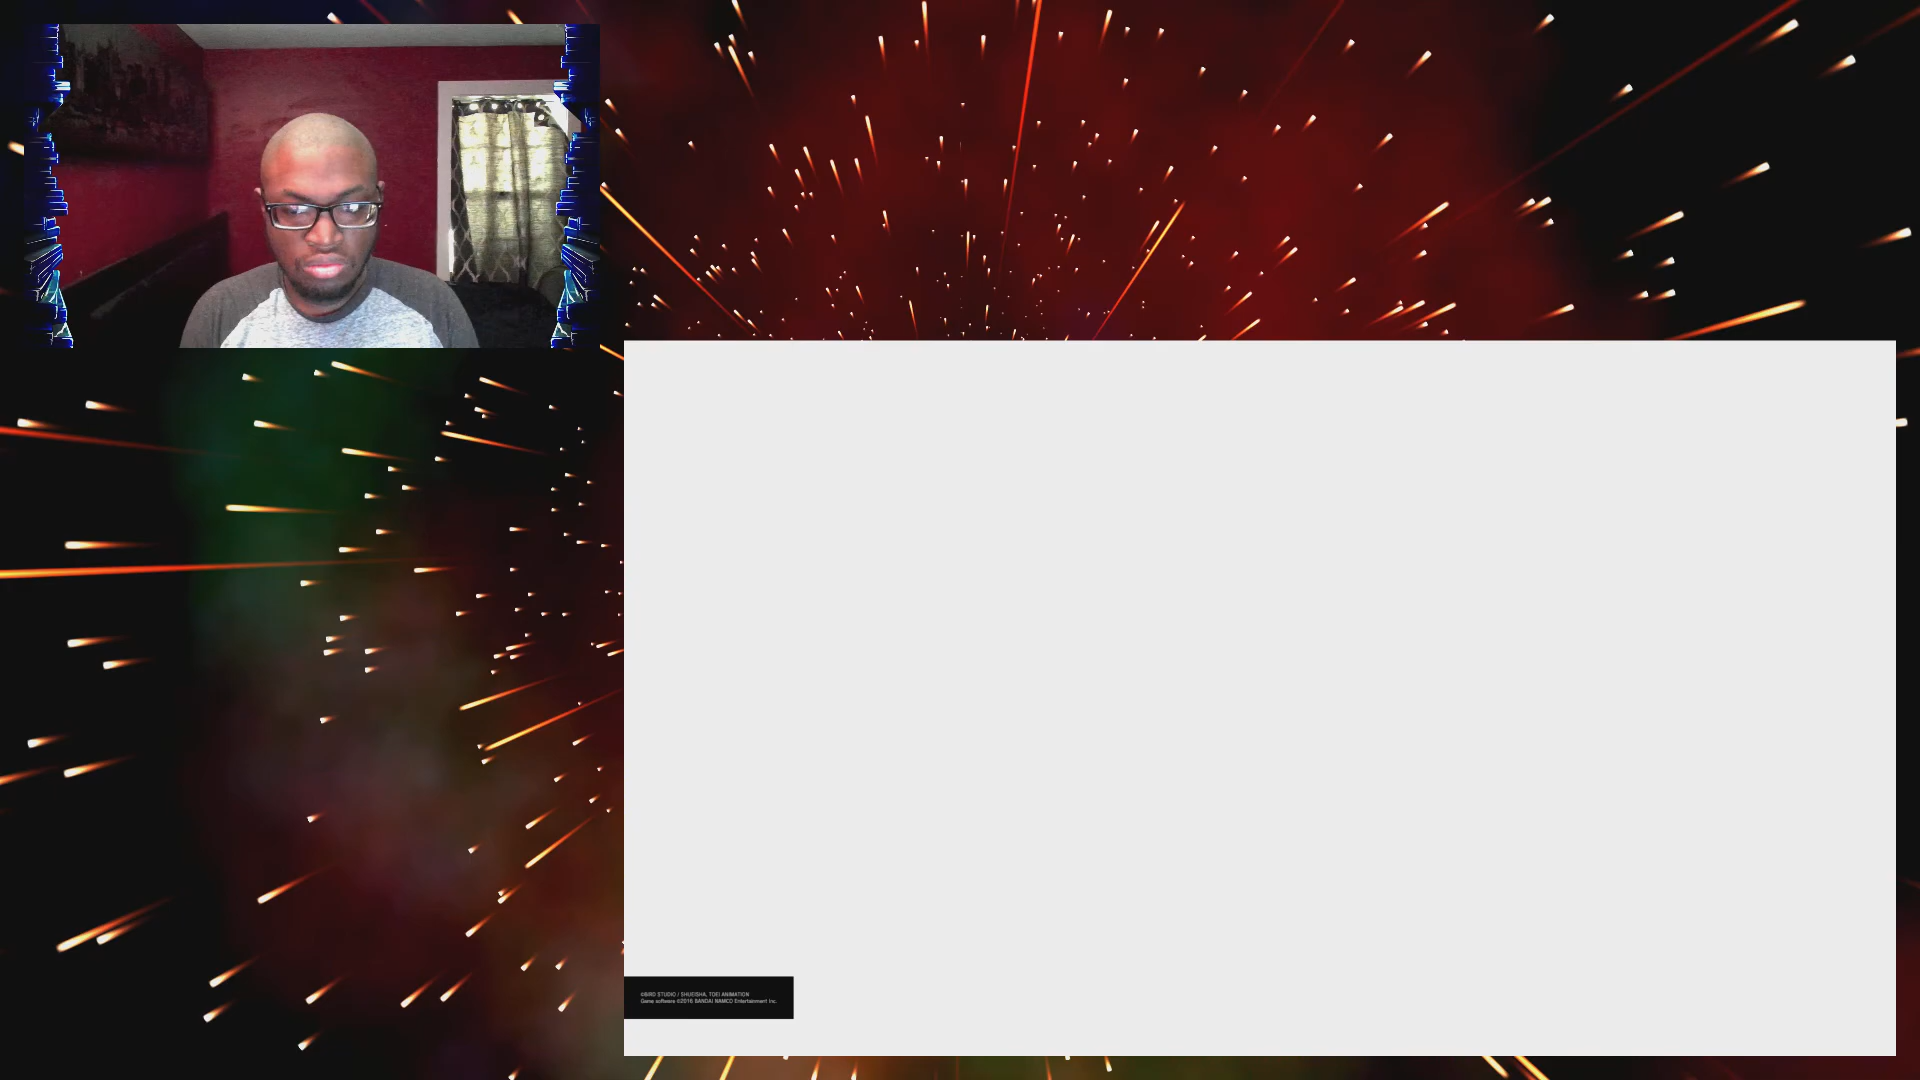 ©BIRD STUDIO / SHUEISHA, TOEI ANIMATION
Game software ©2016 BANDAI NAMCO Entertainment Inc.